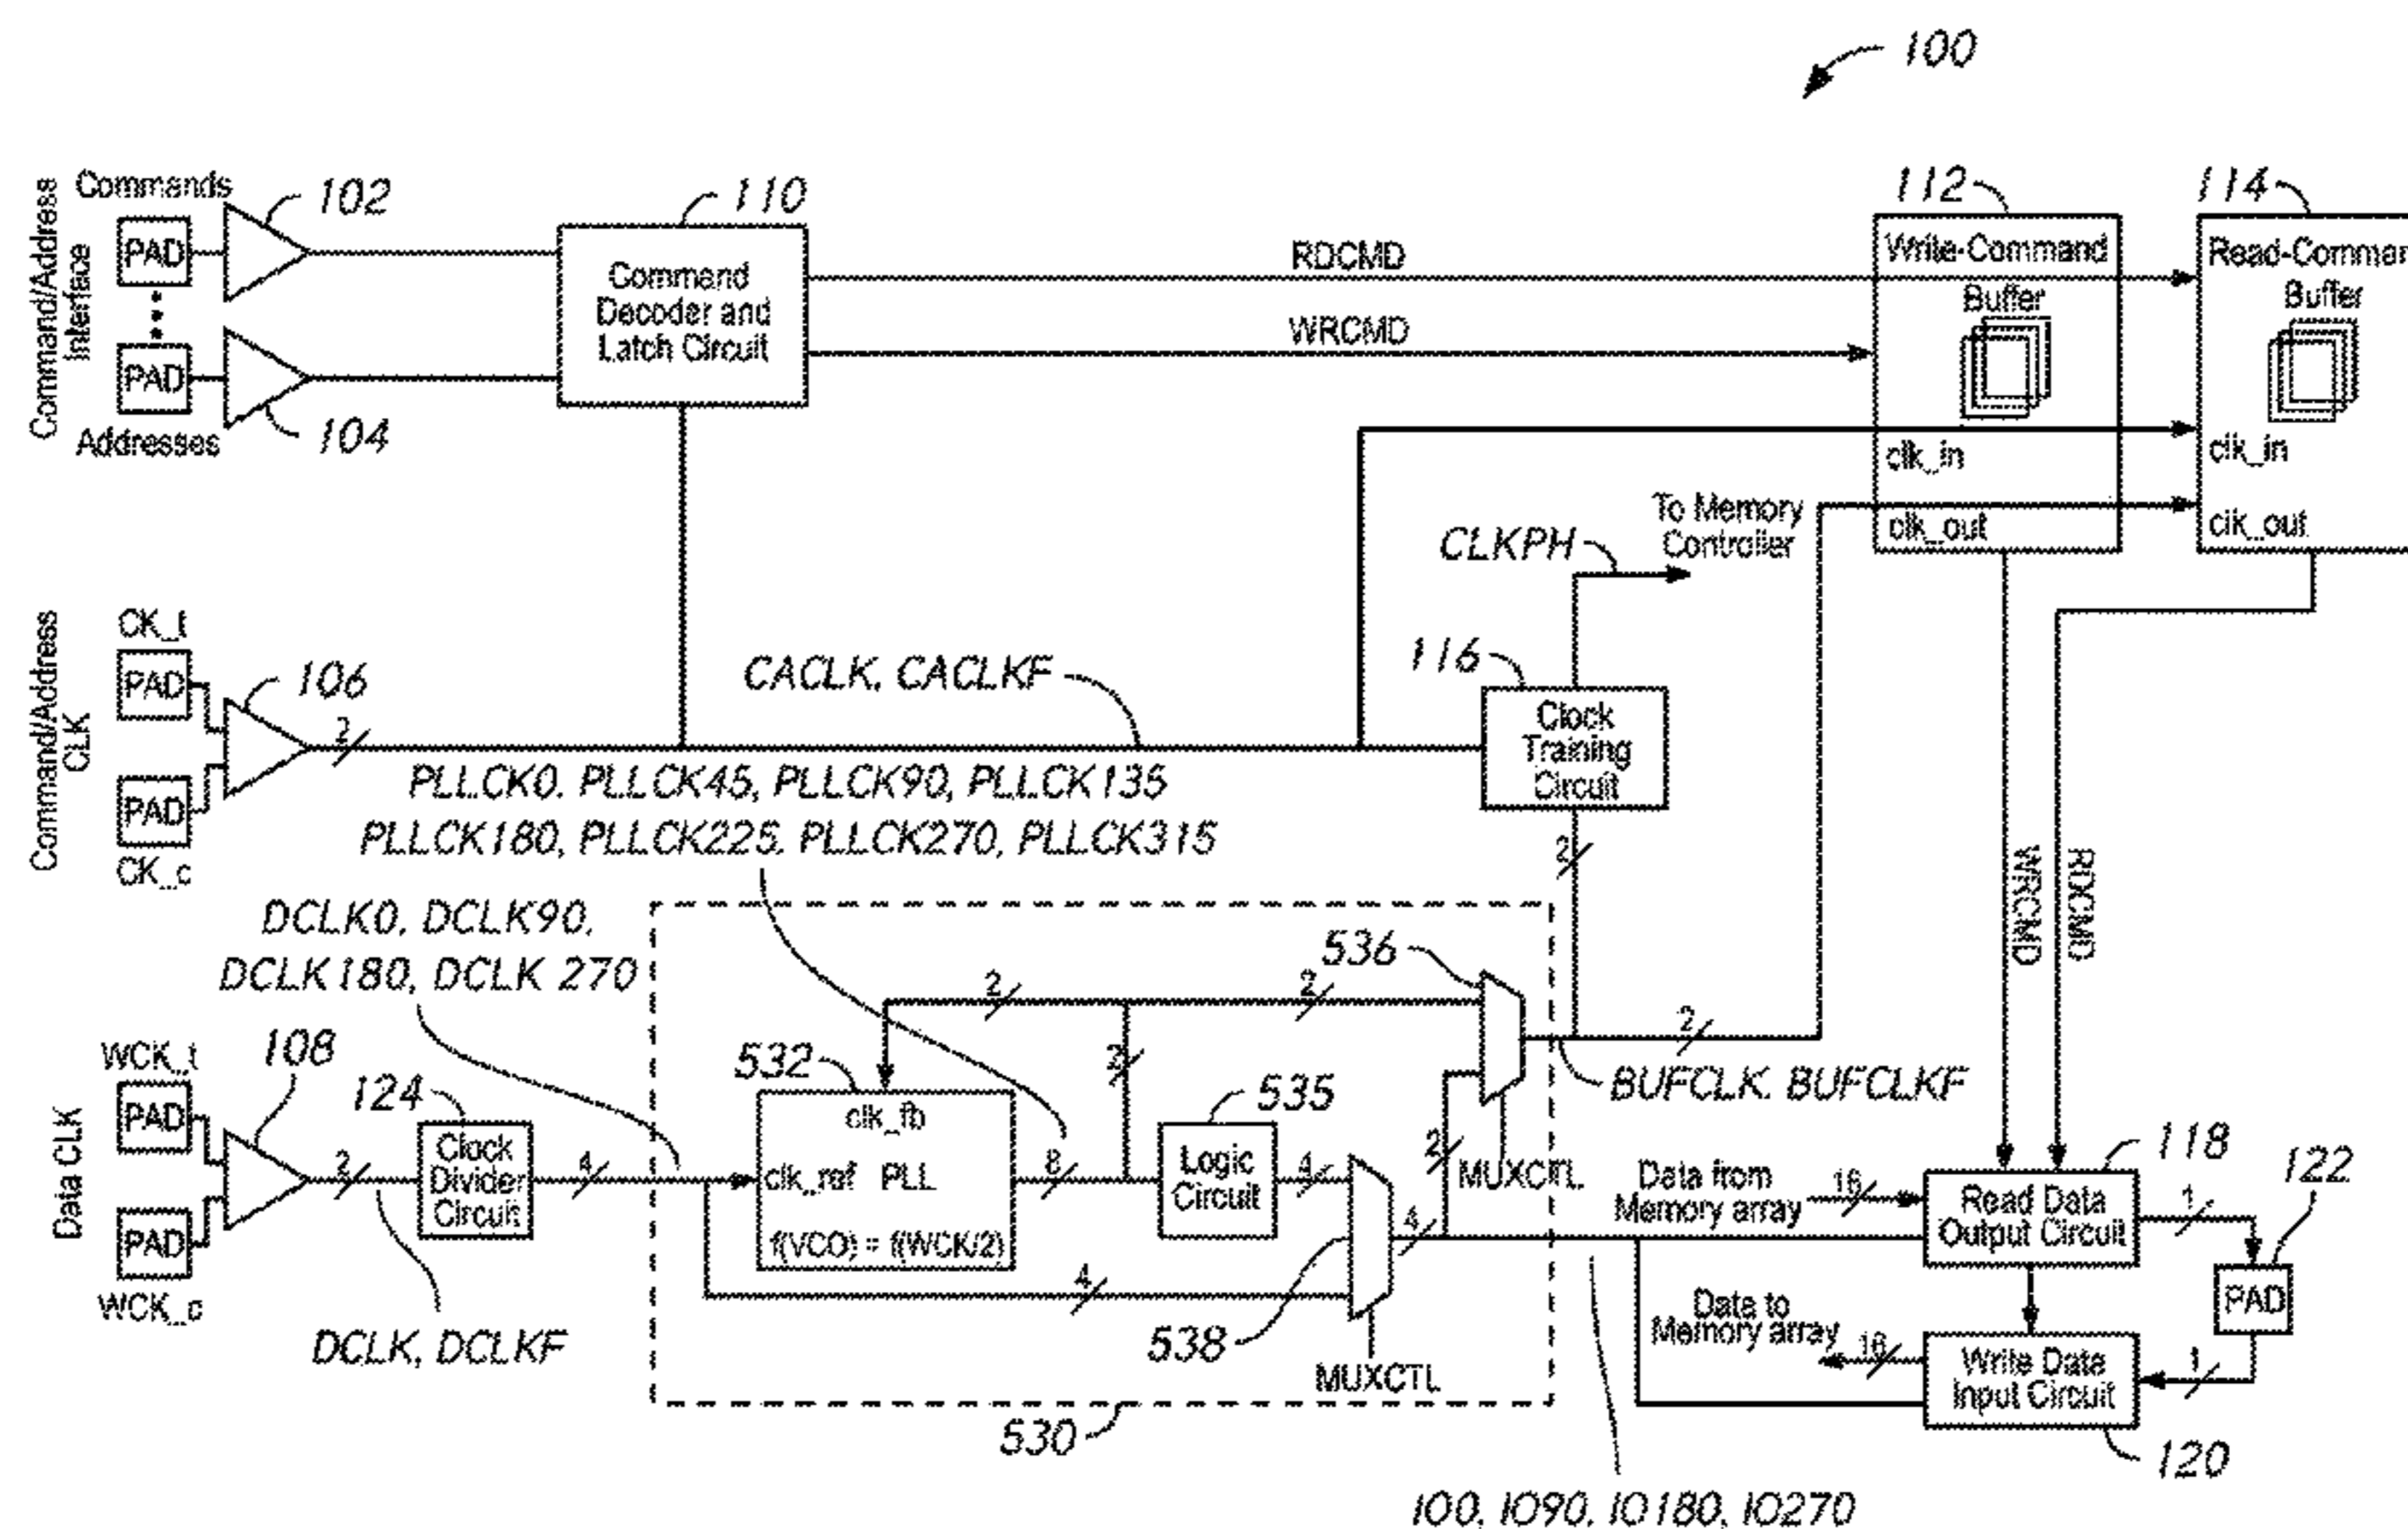 100
Commands
102
110
112
114
Command/Address
Interface
PAD
PAD
Addresses
104
Command
Decoder and
Latch Circuit
RDCMD
WRCMD
Write-Command
Buffer
clk_in
clk_out
Read-Comman
Buffer
clk_in
clk_out
CLKPH
To Memory
Controller
Command/Address
CLK
CK_t
PAD
PAD
CK_c
106
2
CACLK, CACLKF
116
Clock
Training
Circuit
2
WRCMD
RDCMD
PLLCK0, PLLCK45, PLLCK90, PLLCK135
PLLCK180, PLLCK225, PLLCK270, PLLCK315
DCLK0, DCLK90,
DCLK180, DCLK 270
Data CLK
WCK_t
PAD
PAD
WCK_c
108
2
DCLK, DCLKF
124
Clock
Divider
Circuit
4
532
clk_fb
clk_ref PLL
f(VCO) = f(WCK/2)
8
2
2
2
535
Logic
Circuit
4
4
536
538
MUXCTL
MUXCTL
2
4
530
2
BUFCLK, BUFCLKF
Data from
Memory array
16
118
Read Data
Output Circuit
1
122
PAD
Data to
Memory array
16
Write Data
Input Circuit
1
120
IO0, IO90, IO180, IO270